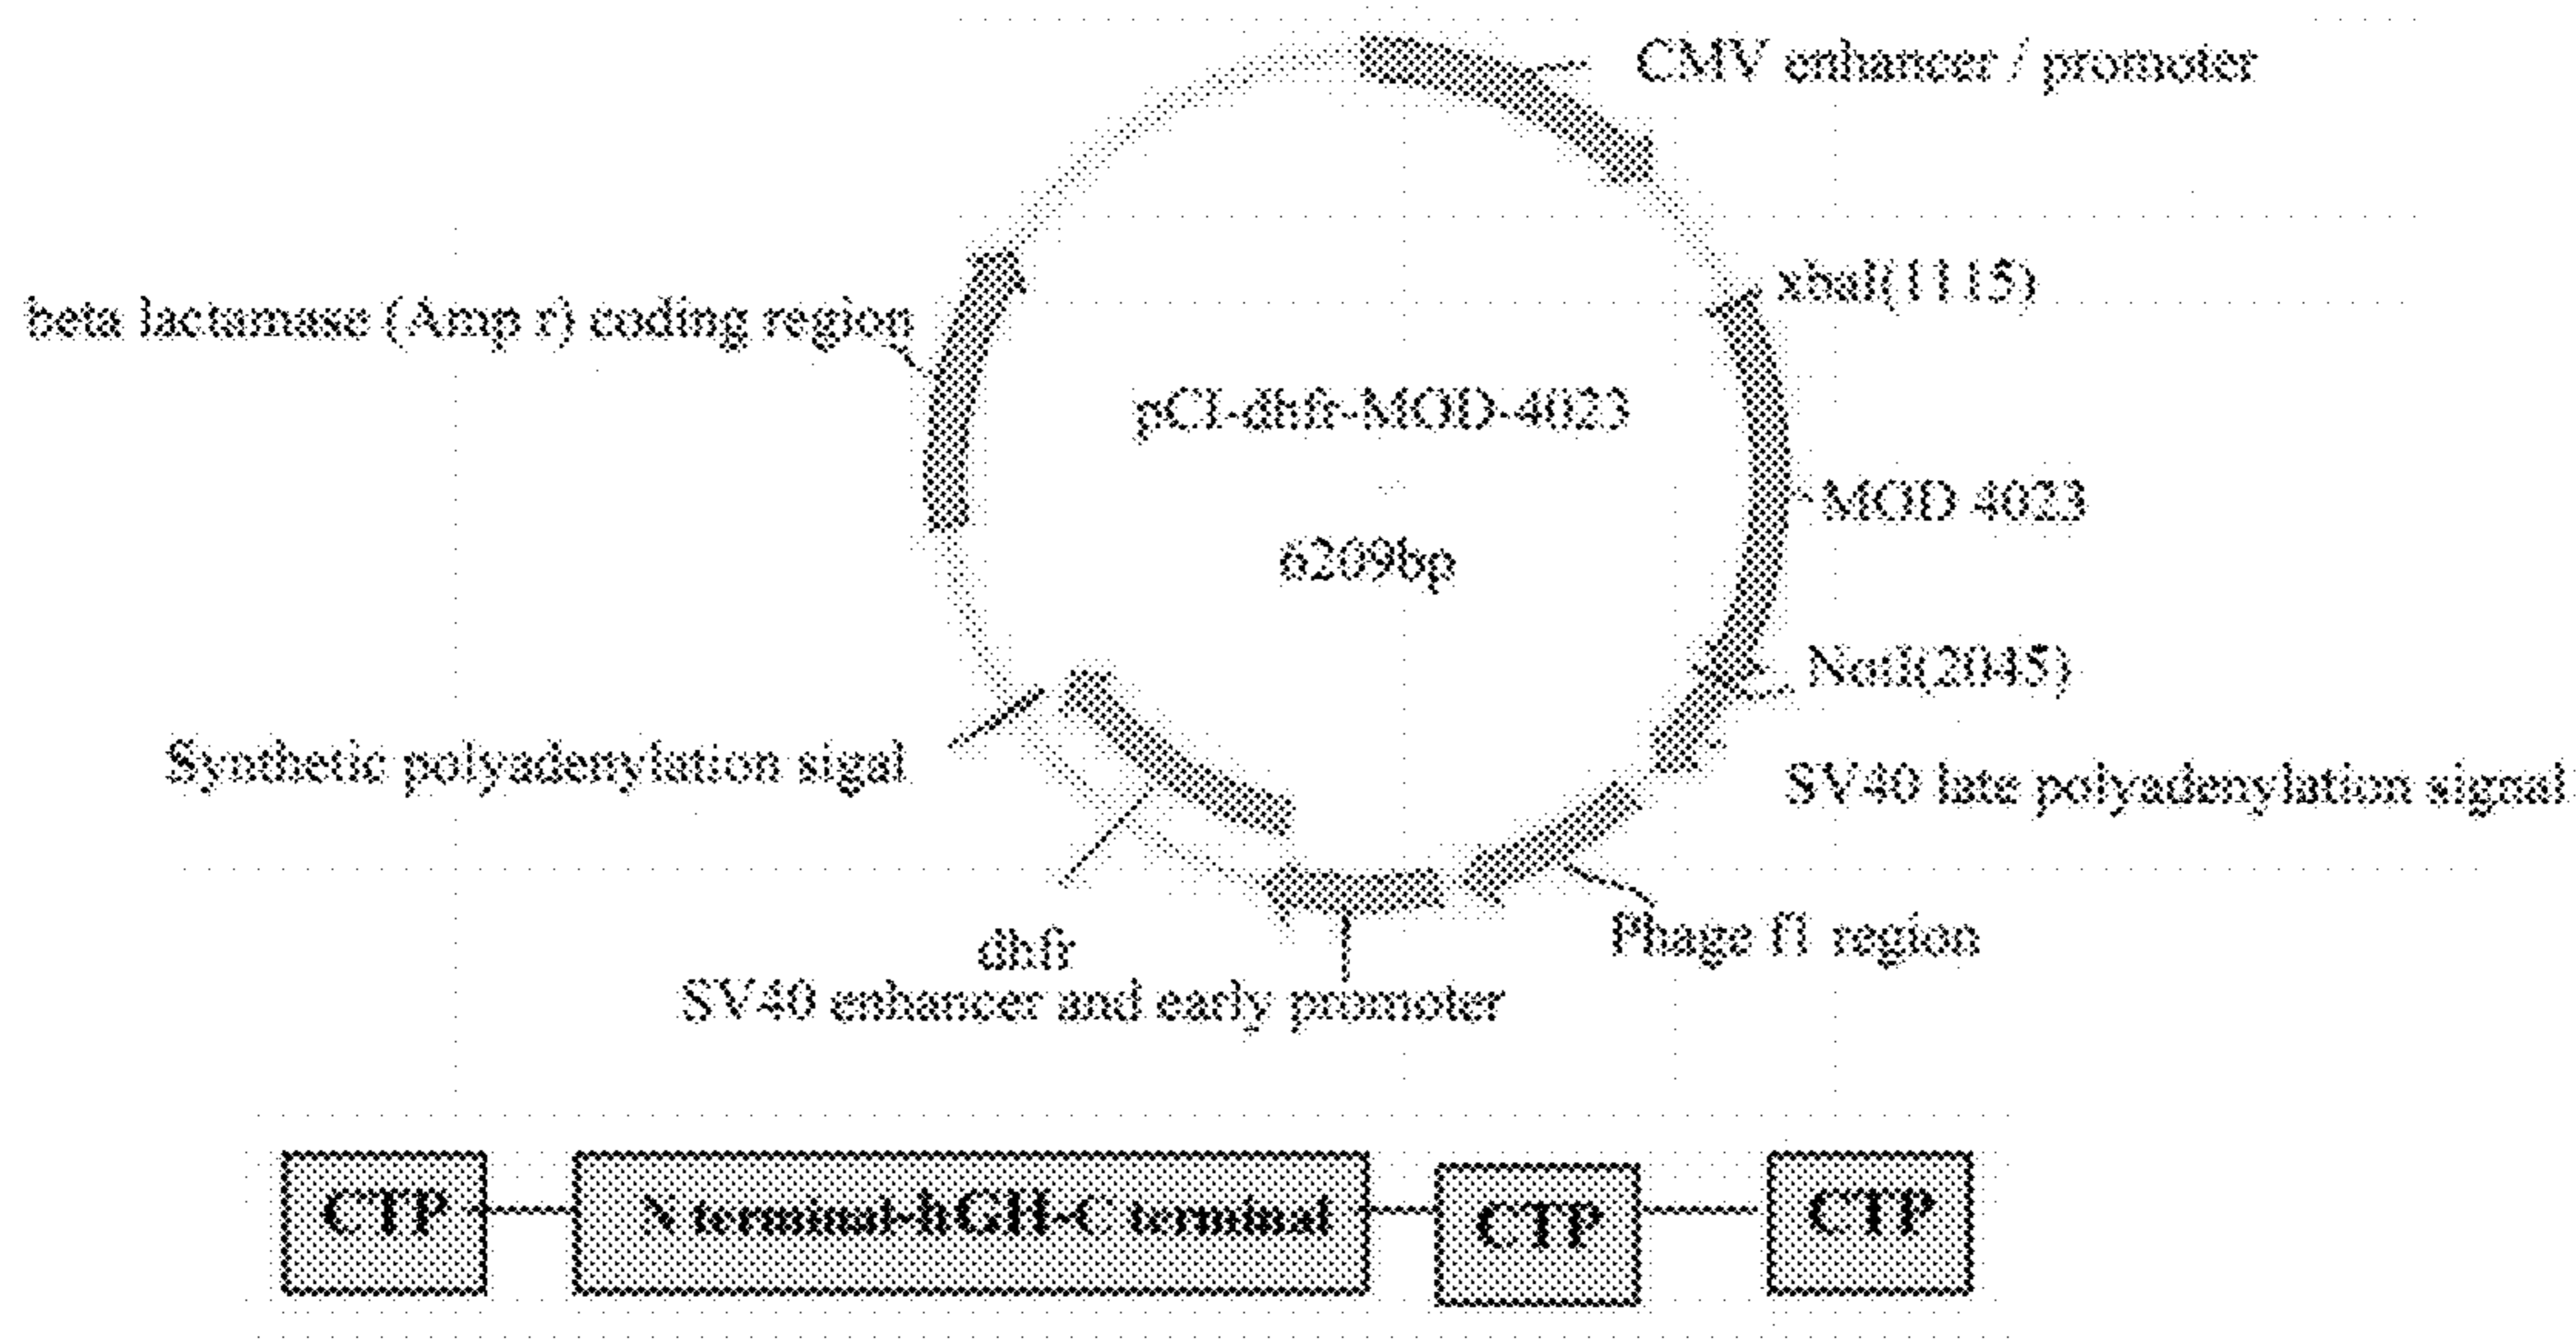 CMV enhancer / promoter
xbaI(1115)
beta lactamase (Amp r) coding region
pCI-dhfr-MOD-4023
MOD 4023
6209bp
NotI(2045)
Synthetic polyadenylation sigal
SV40 late polyadenylation signal
Phage f1 region
dhfr
SV40 enhancer and early promoter
CTP
N terminal-hGH-C terminal
CTP
CTP